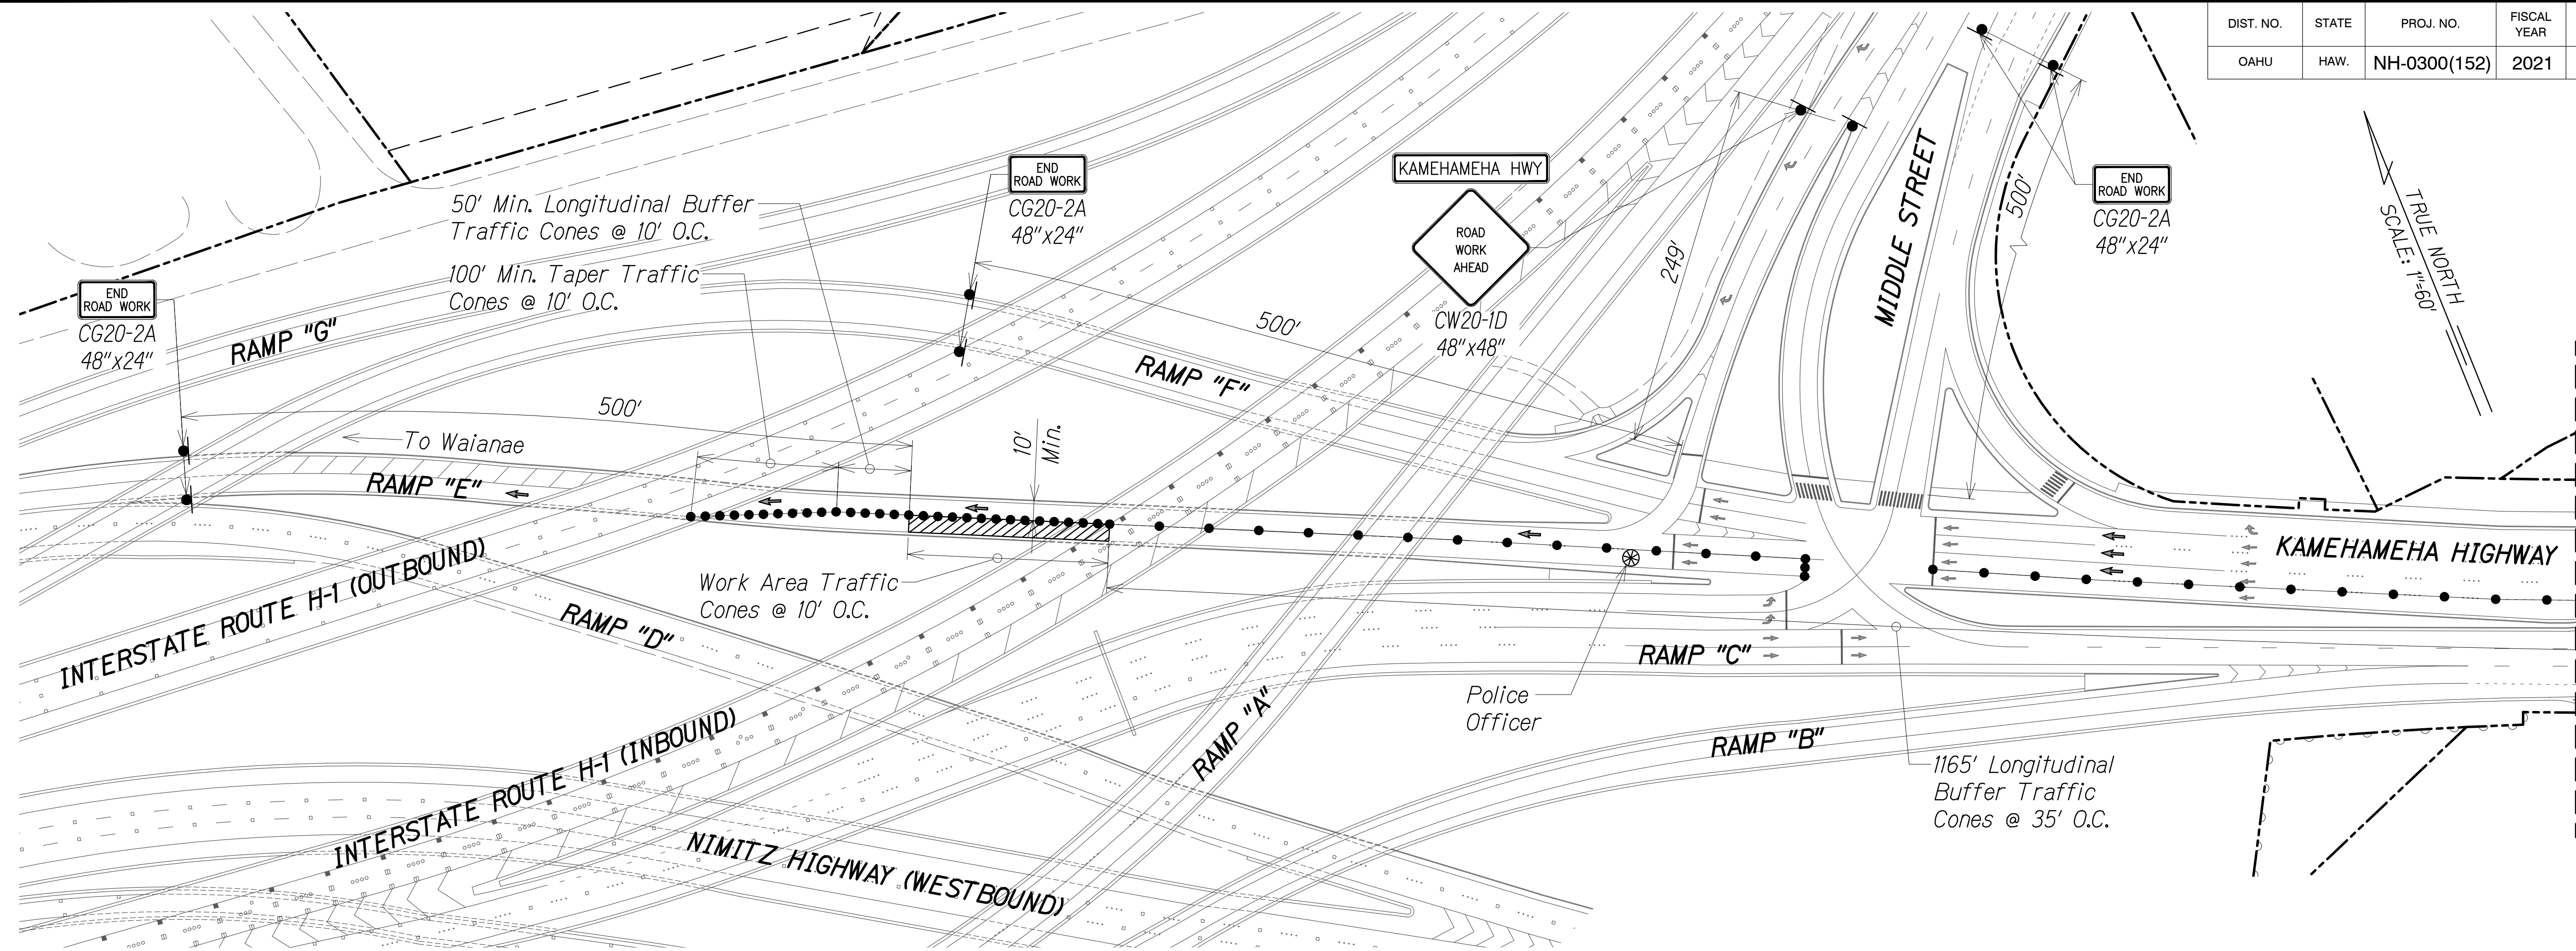 DIST. NO. STATE PROJ. NO. FISCAL YEAR
OAHU HAW. NH-0300(152) 2021
TRUE NORTH
SCALE: 1"=60'
END
ROAD WORK
CG20-2A
48"x24"
50' Min. Longitudinal Buffer
Traffic Cones @ 10' O.C.
100' Min. Taper Traffic
Cones @ 10' O.C.
END
ROAD WORK
CG20-2A
48"x24"
KAMEHAMEHA HWY
ROAD
WORK
AHEAD
CW20-1D
48"x48"
249'
MIDDLE STREET
500'
END
ROAD WORK
CG20-2A
48"x24"
RAMP "G"
500'
RAMP "F"
500'
To Waianae
10'
Min.
RAMP "E"
KAMEHAMEHA HIGHWAY
INTERSTATE ROUTE H-1 (OUTBOUND)
Work Area Traffic
Cones @ 10' O.C.
RAMP "D"
RAMP "C"
Police
Officer
RAMP "A"
RAMP "B"
1165' Longitudinal
Buffer Traffic
Cones @ 35' O.C.
INTERSTATE ROUTE H-1 (INBOUND)
NIMITZ HIGHWAY (WESTBOUND)